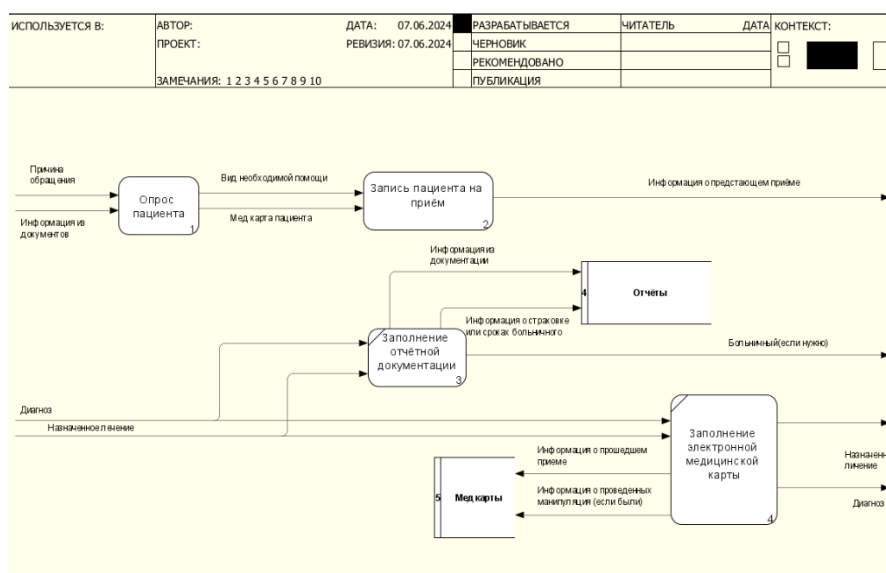 ИСПОЛЬЗУЕТСЯ В:
АВТОР:
ДАТА: 07.06.2024
РАЗРАБАТЫВАЕТСЯ
ЧИТАТЕЛЬ
ДАТА
КОНТЕКСТ:
ПРОЕКТ:
РЕВИЗИЯ: 07.06.2024
ЧЕРНОВИК
РЕКОМЕНДОВАНО
ЗАМЕЧАНИЯ: 1 2 3 4 5 6 7 8 9 10
ПУБЛИКАЦИЯ
Причина
обращения
Информация из
документов
Опрос
пациента
1
Вид необходимой помощи
Мед карта пациента
Запись пациента на
приём
2
Информация о предстающем приёме
Информация из
документации
4
Отчёты
Информация о страховке
или сроках больничного
Заполнение
отчётной
документации
3
Больничный(если нужно)
Диагноз
Назначенное лечение
Заполнение
электронной
медицинской
карты
4
Информация о прошедшем
приеме
Информация о проведенных
манипуляция (если были)
5
Мед карты
Назначенн
личение
Диагноз